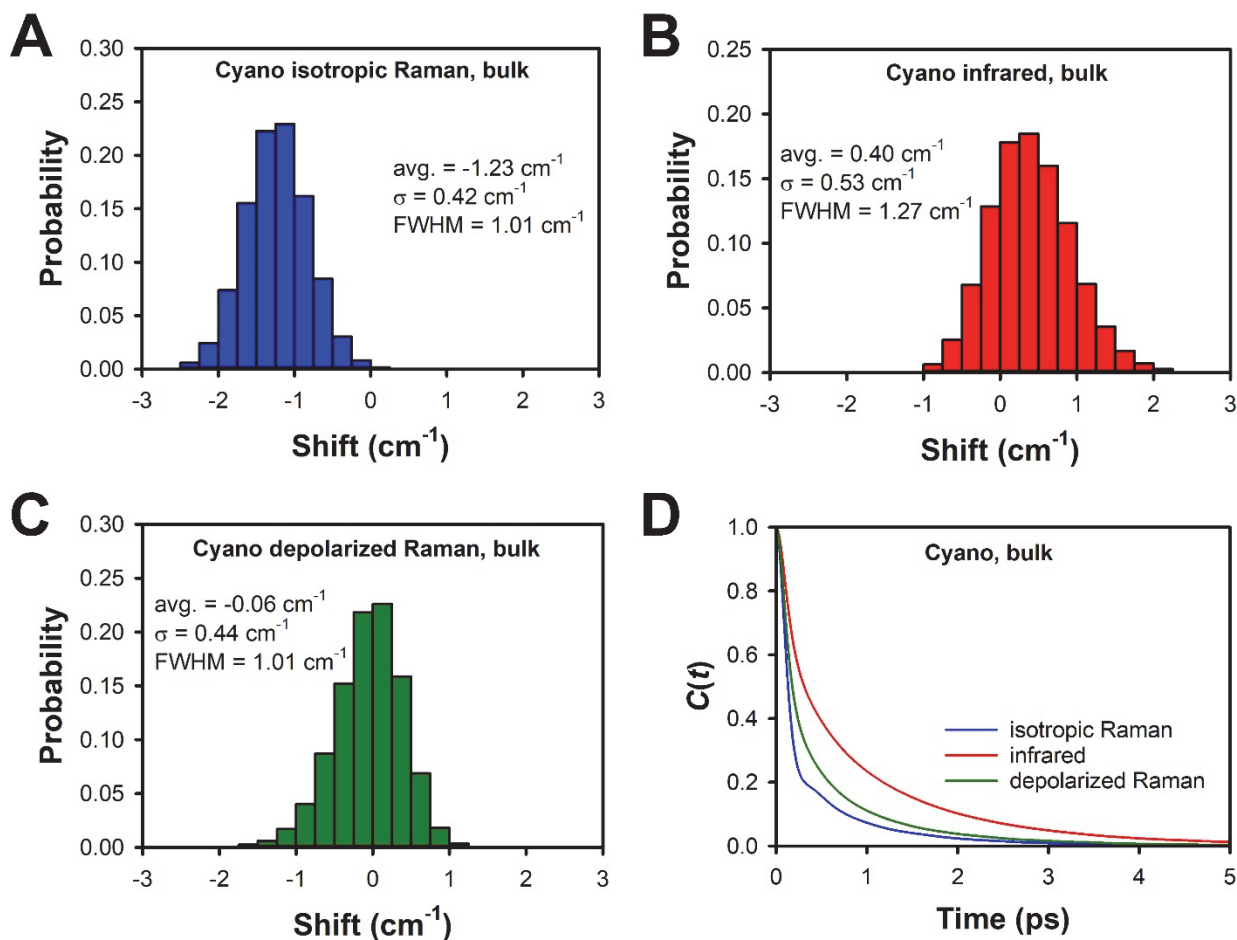 A
0.30
0.25
0.20
0.15
0.10
0.05
0.00
Probability
Cyano isotropic Raman, bulk
avg. = -1.23 cm⁻¹
σ = 0.42 cm⁻¹
FWHM = 1.01 cm⁻¹
-3 -2 -1 0 1 2 3
Shift (cm⁻¹)
B
0.25
0.20
0.15
0.10
0.05
0.00
Probability
Cyano infrared, bulk
avg. = 0.40 cm⁻¹
σ = 0.53 cm⁻¹
FWHM = 1.27 cm⁻¹
-3 -2 -1 0 1 2 3
Shift (cm⁻¹)
C
0.30
0.25
0.20
0.15
0.10
0.05
0.00
Probability
Cyano depolarized Raman, bulk
avg. = -0.06 cm⁻¹
σ = 0.44 cm⁻¹
FWHM = 1.01 cm⁻¹
-3 -2 -1 0 1 2 3
Shift (cm⁻¹)
D
1.0
0.8
0.6
0.4
0.2
0.0
C(t)
Cyano, bulk
isotropic Raman
infrared
depolarized Raman
0 1 2 3 4 5
Time (ps)